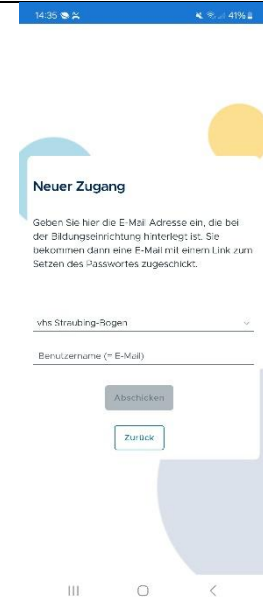 14:35 41%
Neuer Zugang
Geben Sie hier die E-Mail Adresse ein, die bei
der Bildungseinrichtung hinterlegt ist. Sie
bekommen dann eine E-Mail mit einem Link zum
Setzen des Passwortes zugeschickt.
vhs Straubing-Bogen
Benutzername (= E-Mail)
Abschicken
Zurück